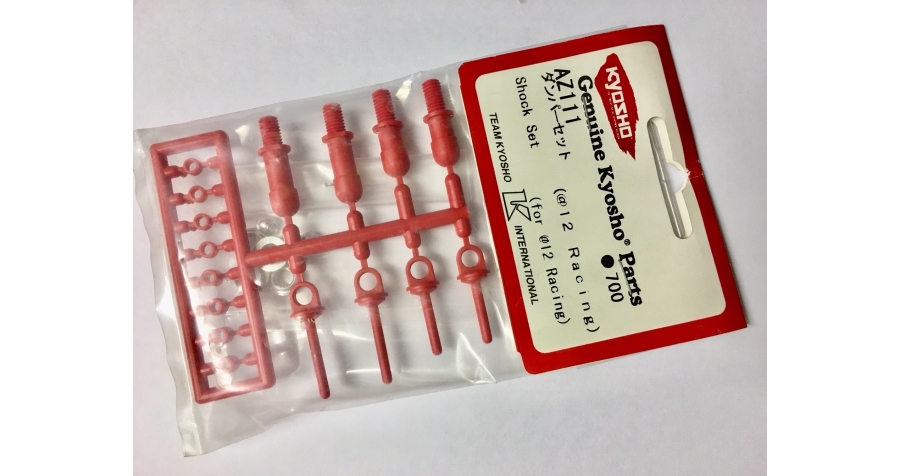 KYOSHO
Genuine Kyosho® Parts
●700
AZ111
ダンパーセット (@12 Racing)
Shock Set (for @12 Racing)
TEAM KYOSHO K INTERNATIONAL